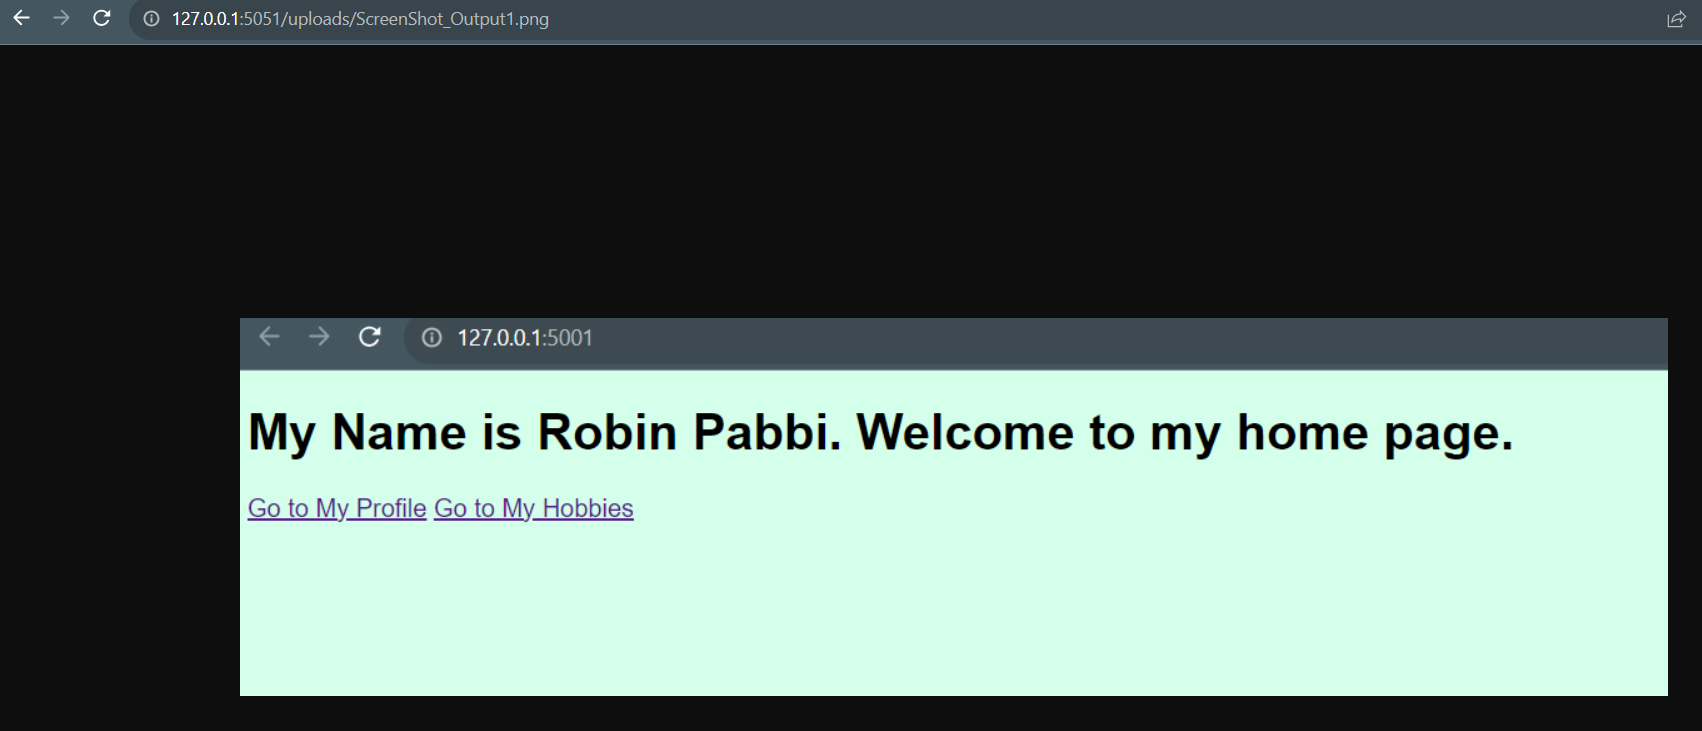 127.0.0.1:5051/uploads/ScreenShot_Output1.png
127.0.0.1:5001
My Name is Robin Pabbi. Welcome to my home page.
Go to My Profile Go to My Hobbies